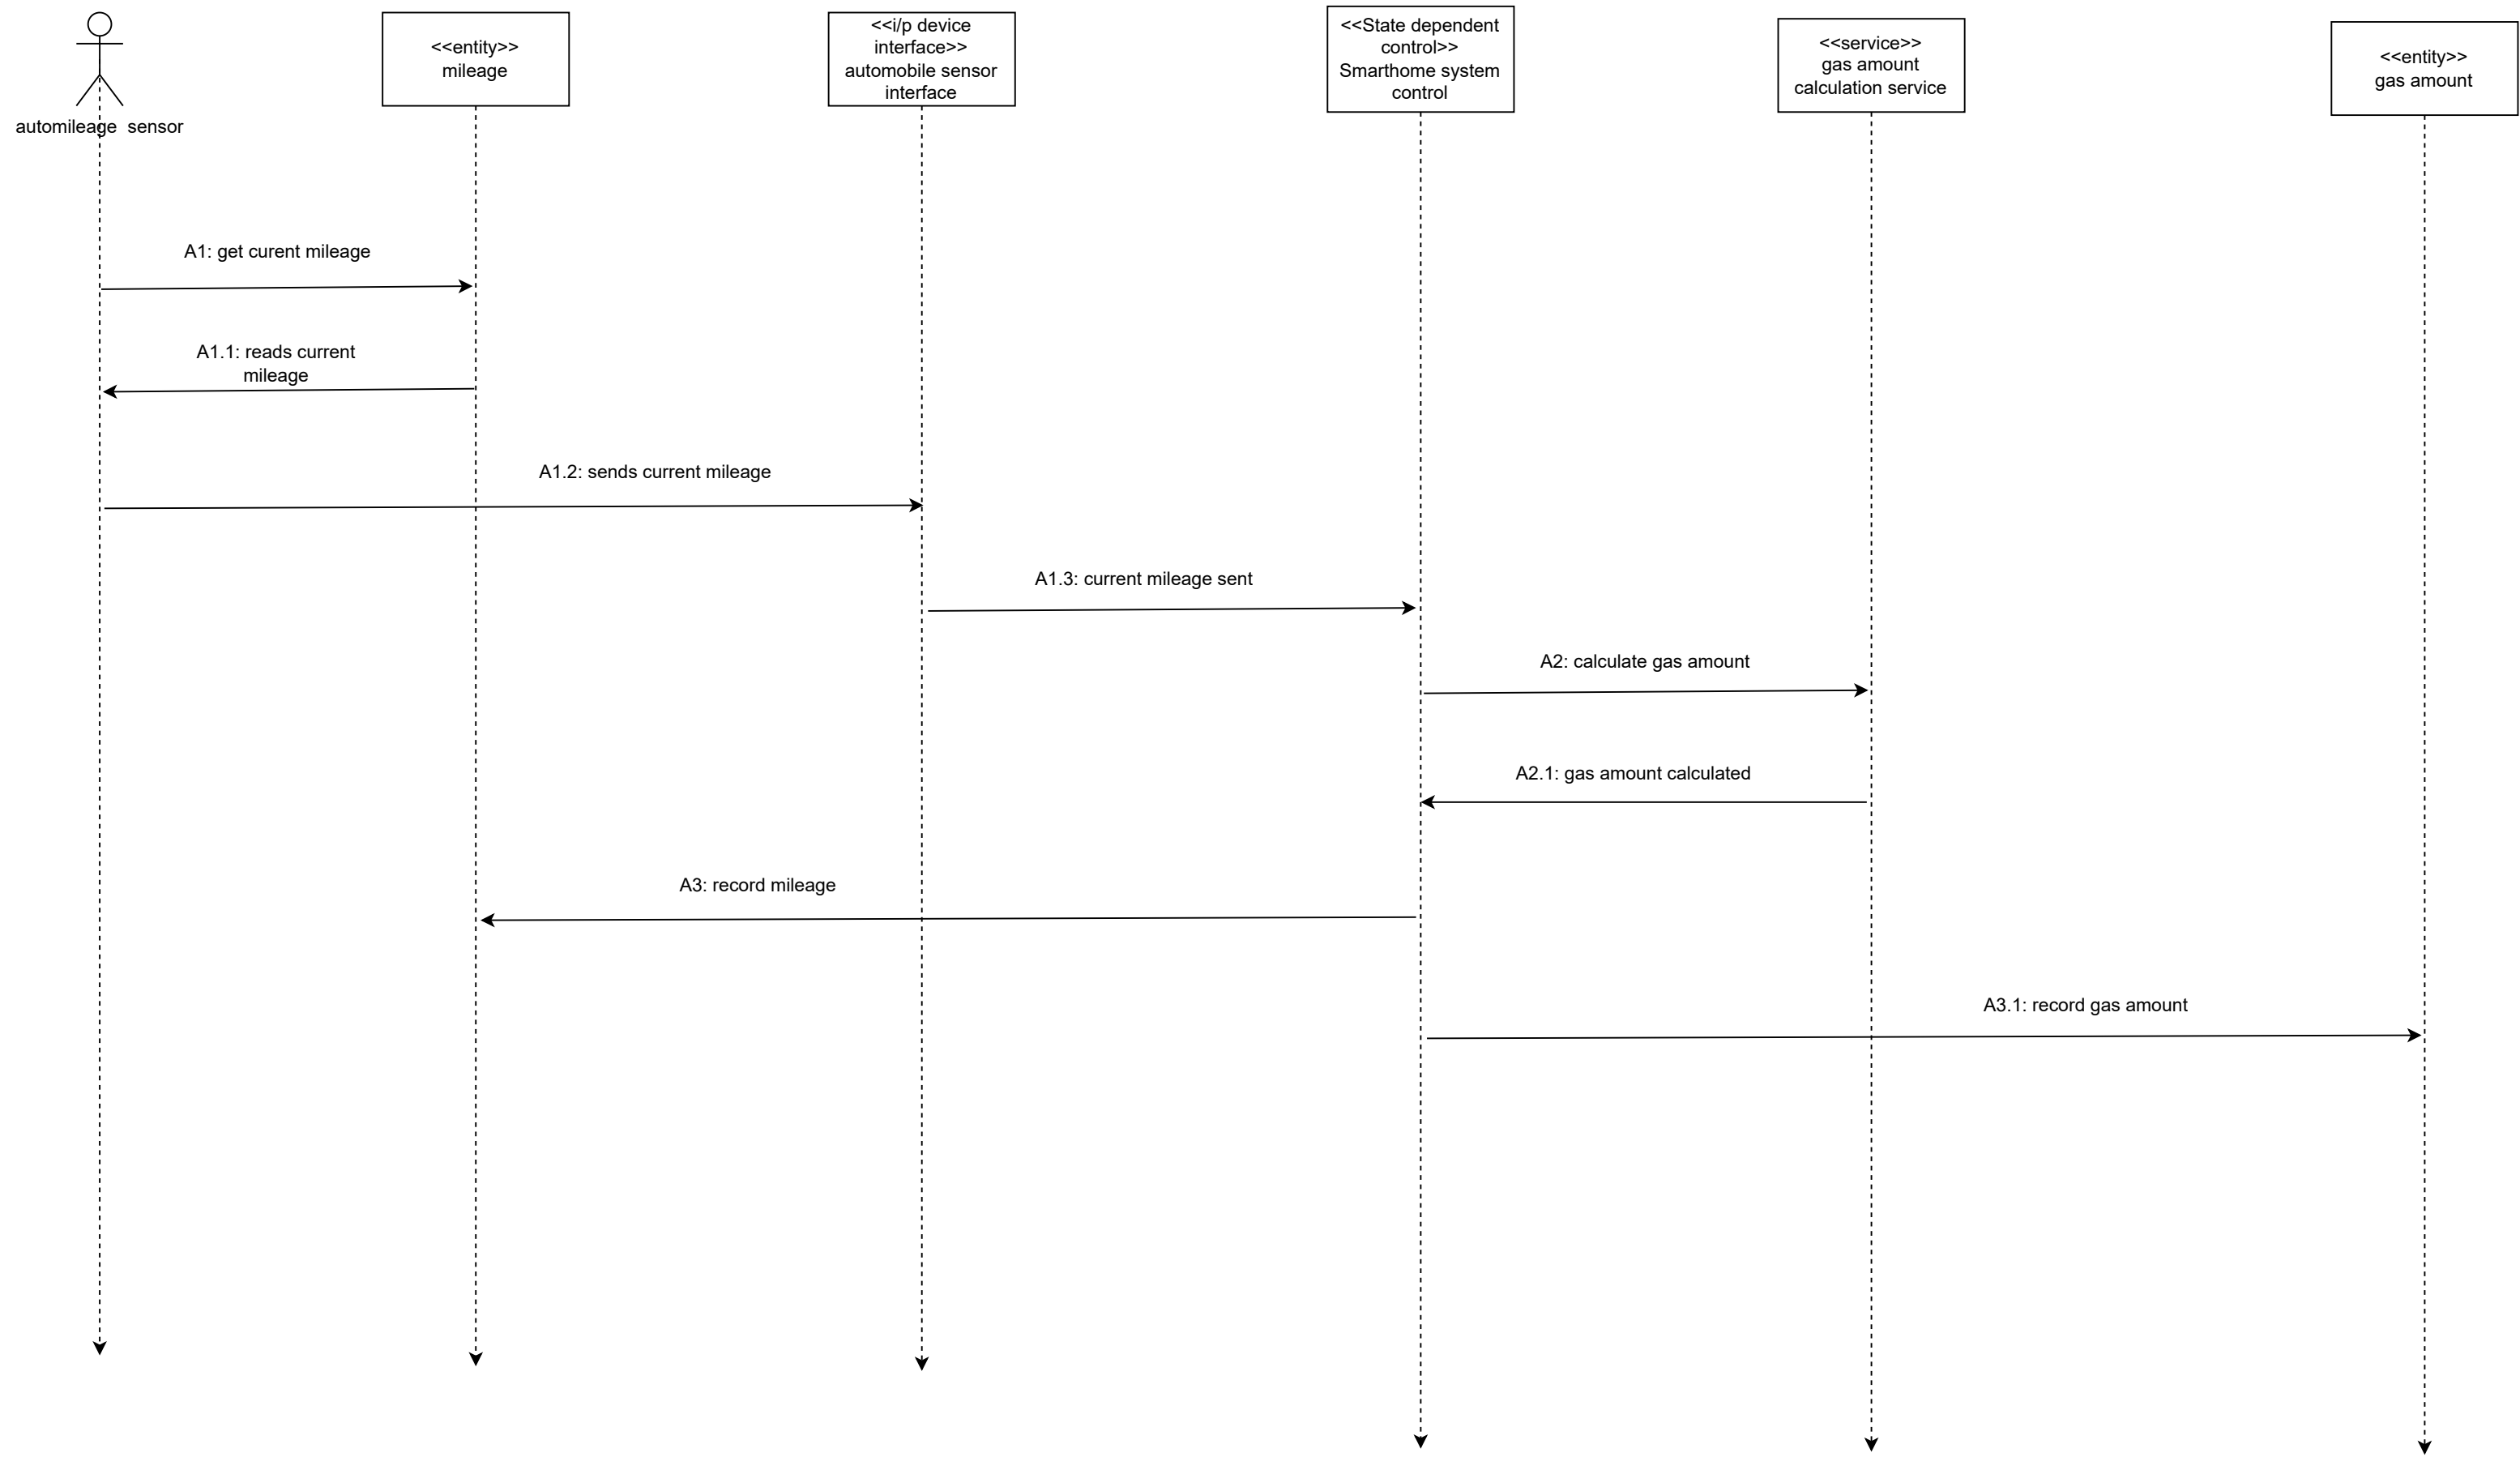 automileage  sensor
<<entity>>
mileage
<<i/p device
interface>>
automobile sensor
interface
<<State dependent
control>>
Smarthome system
control
<<service>>
gas amount
calculation service
<<entity>>
gas amount
A1: get curent mileage
A1.1: reads current
mileage
A1.2: sends current mileage
A1.3: current mileage sent
A2: calculate gas amount
A2.1: gas amount calculated
A3: record mileage
A3.1: record gas amount